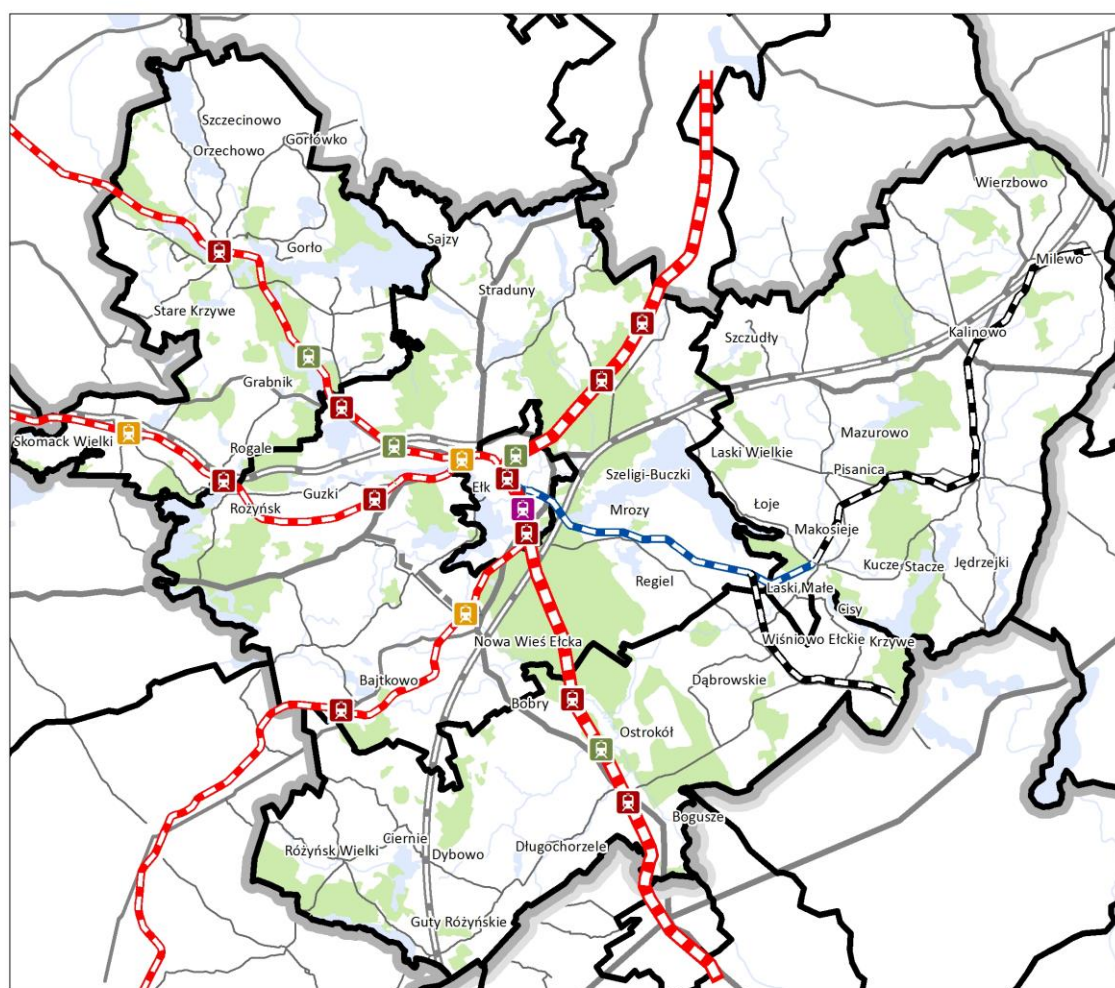 Szczecinowo
Gorłówko
Orzechowo
Wierzbowo
Sajzy
Gorło
Milewo
Straduny
Stare Krzywe
Kalinowo
Szczudły
Grabnik
Mazurowo
Skomack Wielki
Rogale
Laski Wielkie
Pisanica
Szeligi-Buczki
Ełk
Guzki
Rożyńsk
Łoje
Mrozy
Makosieje
Kucze
Stacze
Jędrzejki
Regiel
Laski Małe
Cisy
Wiśniowo Ełckie
Krzywe
Nowa Wieś Ełcka
Bajtkowo
Dąbrowskie
Bobry
Ostrokół
Bogusze
Ciernie
Długochorzele
Różyńsk Wielki
Dybowo
Guty Różyńskie